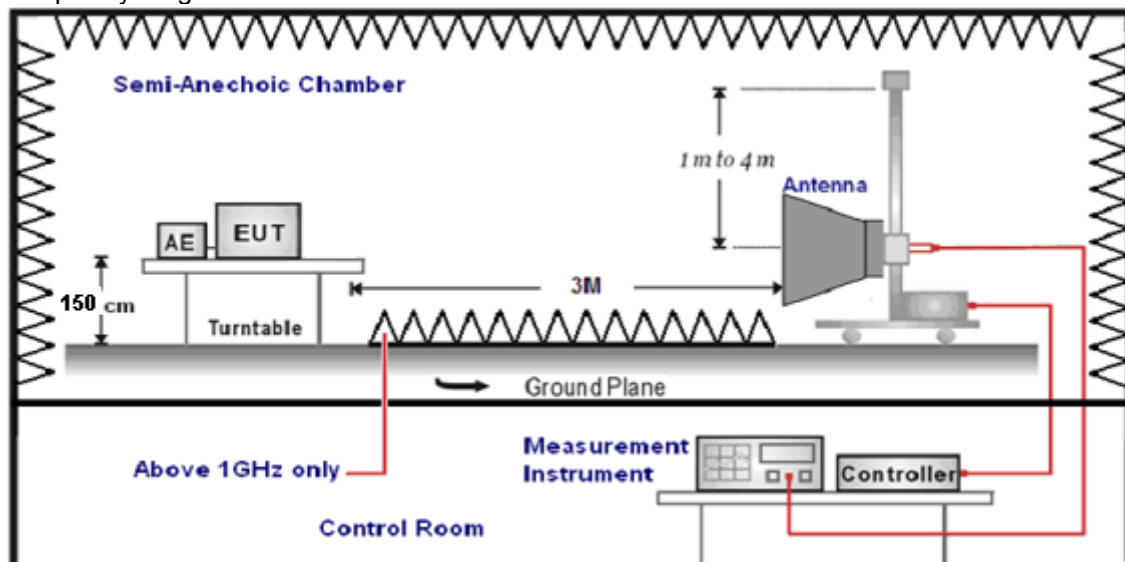 Semi-Anechoic Chamber
1 m to 4 m
Antenna
AE
EUT
150 cm
3M
Turntable
Ground Plane
Above 1GHz only
Measurement
Instrument
Controller
Control Room